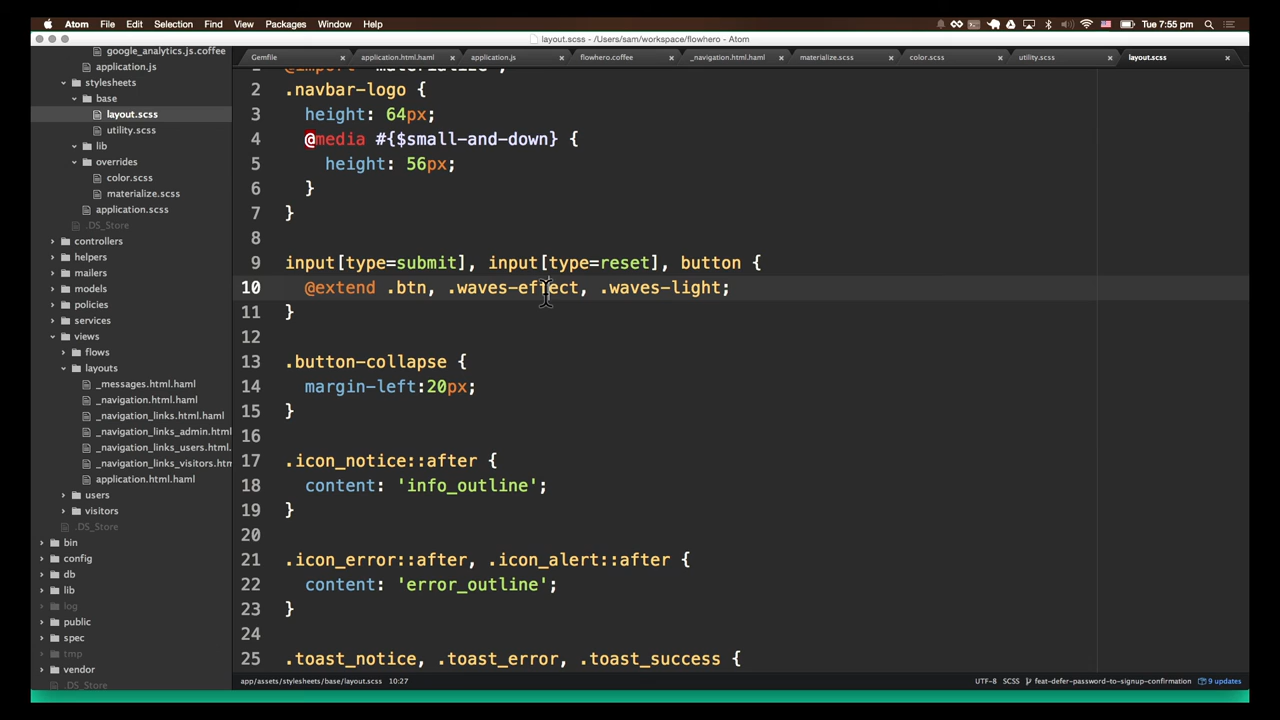 Atom File Edit Selection Find View Packages Window Help
Tue 7:55 pm
layout.scss - /Users/sam/workspace/flowhero - Atom
Gemfile application.html.haml application.js flowhero.coffee _navigation.html.haml materialize.scss color.scss utility.scss layout.scss
google_analytics.js.coffee
application.js
stylesheets
base
layout.scss
utility.scss
lib
overrides
color.scss
materialize.scss
application.scss
.DS_Store
controllers
helpers
mailers
models
policies
services
views
flows
layouts
_messages.html.haml
_navigation.html.haml
_navigation_links.html.haml
_navigation_links_admin.html
_navigation_links_users.html.
_navigation_links_visitors.htm
application.html.haml
users
visitors
.DS_Store
bin
config
db
lib
log
public
spec
tmp
vendor
.DS_Store
1 @import "materialize";
2 .navbar-logo {
3 height: 64px;
4 @media #{$small-and-down} {
5 height: 56px;
6 }
7 }
8
9 input[type=submit], input[type=reset], button {
10 @extend .btn, .waves-effect, .waves-light;
11 }
12
13 .button-collapse {
14 margin-left:20px;
15 }
16
17 .icon_notice::after {
18 content: 'info_outline';
19 }
20
21 .icon_error::after, .icon_alert::after {
22 content: 'error_outline';
23 }
24
25 .toast_notice, .toast_error, .toast_success {
app/assets/stylesheets/base/layout.scss 10:27
UTF-8 SCSS feat-defer-password-to-signup-confirmation 9 updates